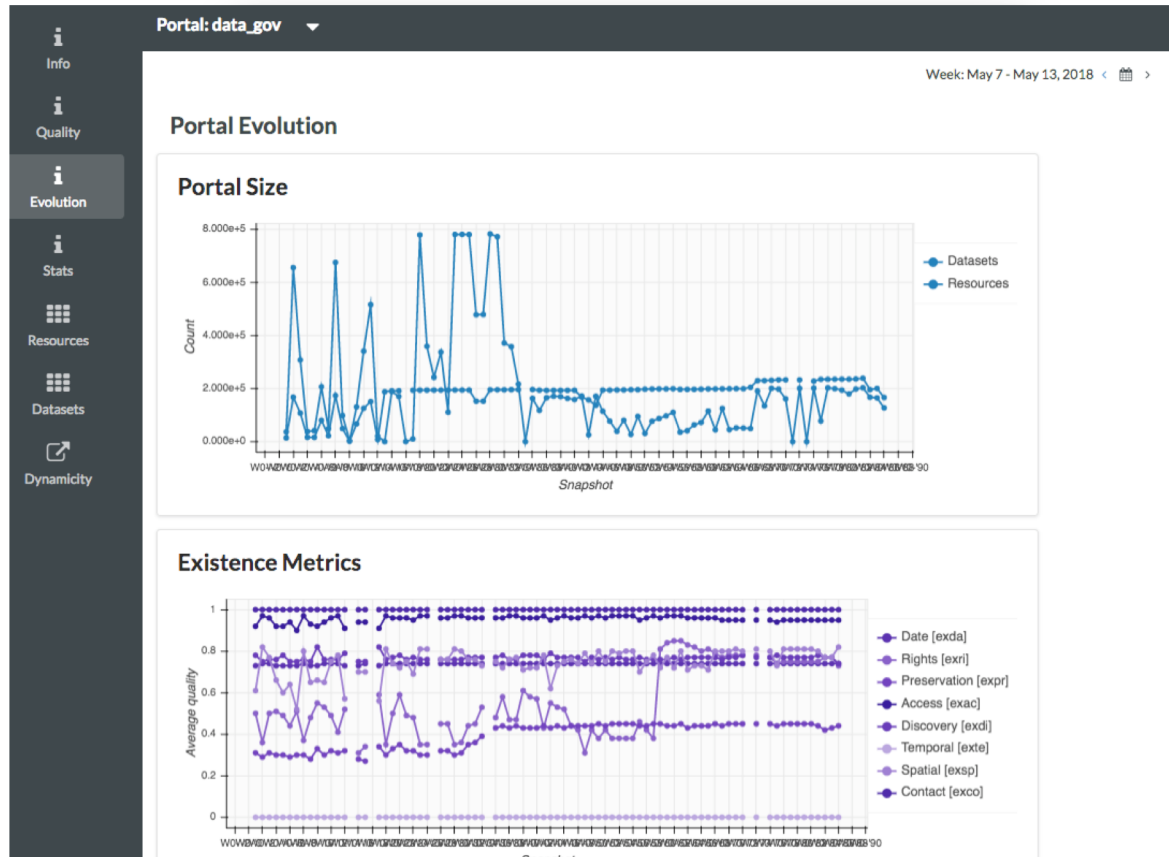 Portal: data_gov
Info
Quality
Evolution
Stats
Resources
Datasets
Dynamicity
Week: May 7 - May 13, 2018
Portal Evolution
Portal Size
8.000e+5
6.000e+5
4.000e+5
2.000e+5
0.000e+0
Count
Snapshot
Datasets
Resources
Existence Metrics
1
0.8
0.6
0.4
0.2
0
Average quality
Date [exda]
Rights [exri]
Preservation [expr]
Access [exac]
Discovery [exdi]
Temporal [exte]
Spatial [exsp]
Contact [exco]